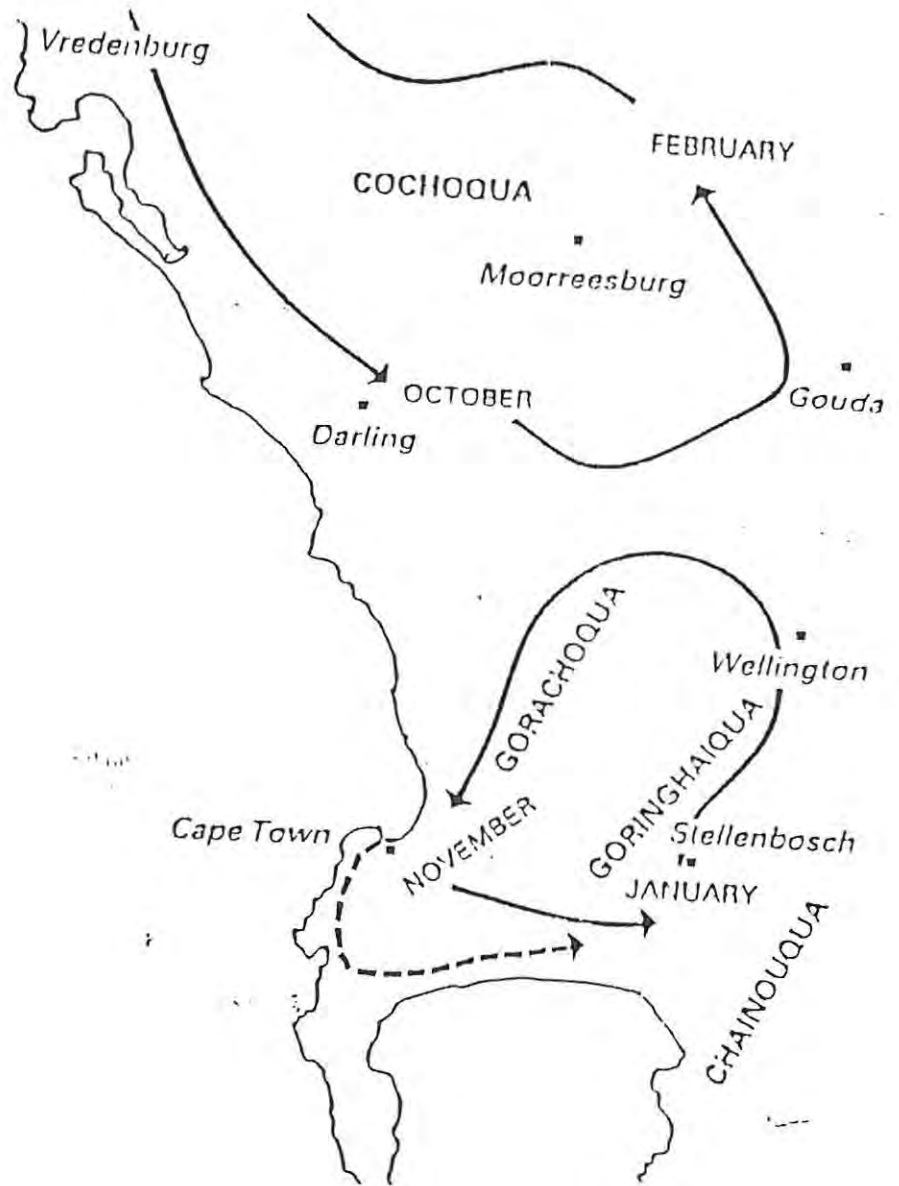 Vredenburg
FEBRUARY
COCHOQUA
Moorreesburg
OCTOBER
Gouda
Darling
GORACHOQUA
Wellington
GORINGHAIQUA
Cape Town
NOVEMBER
Stellenbosch
JANUARY
CHAINOUQUA